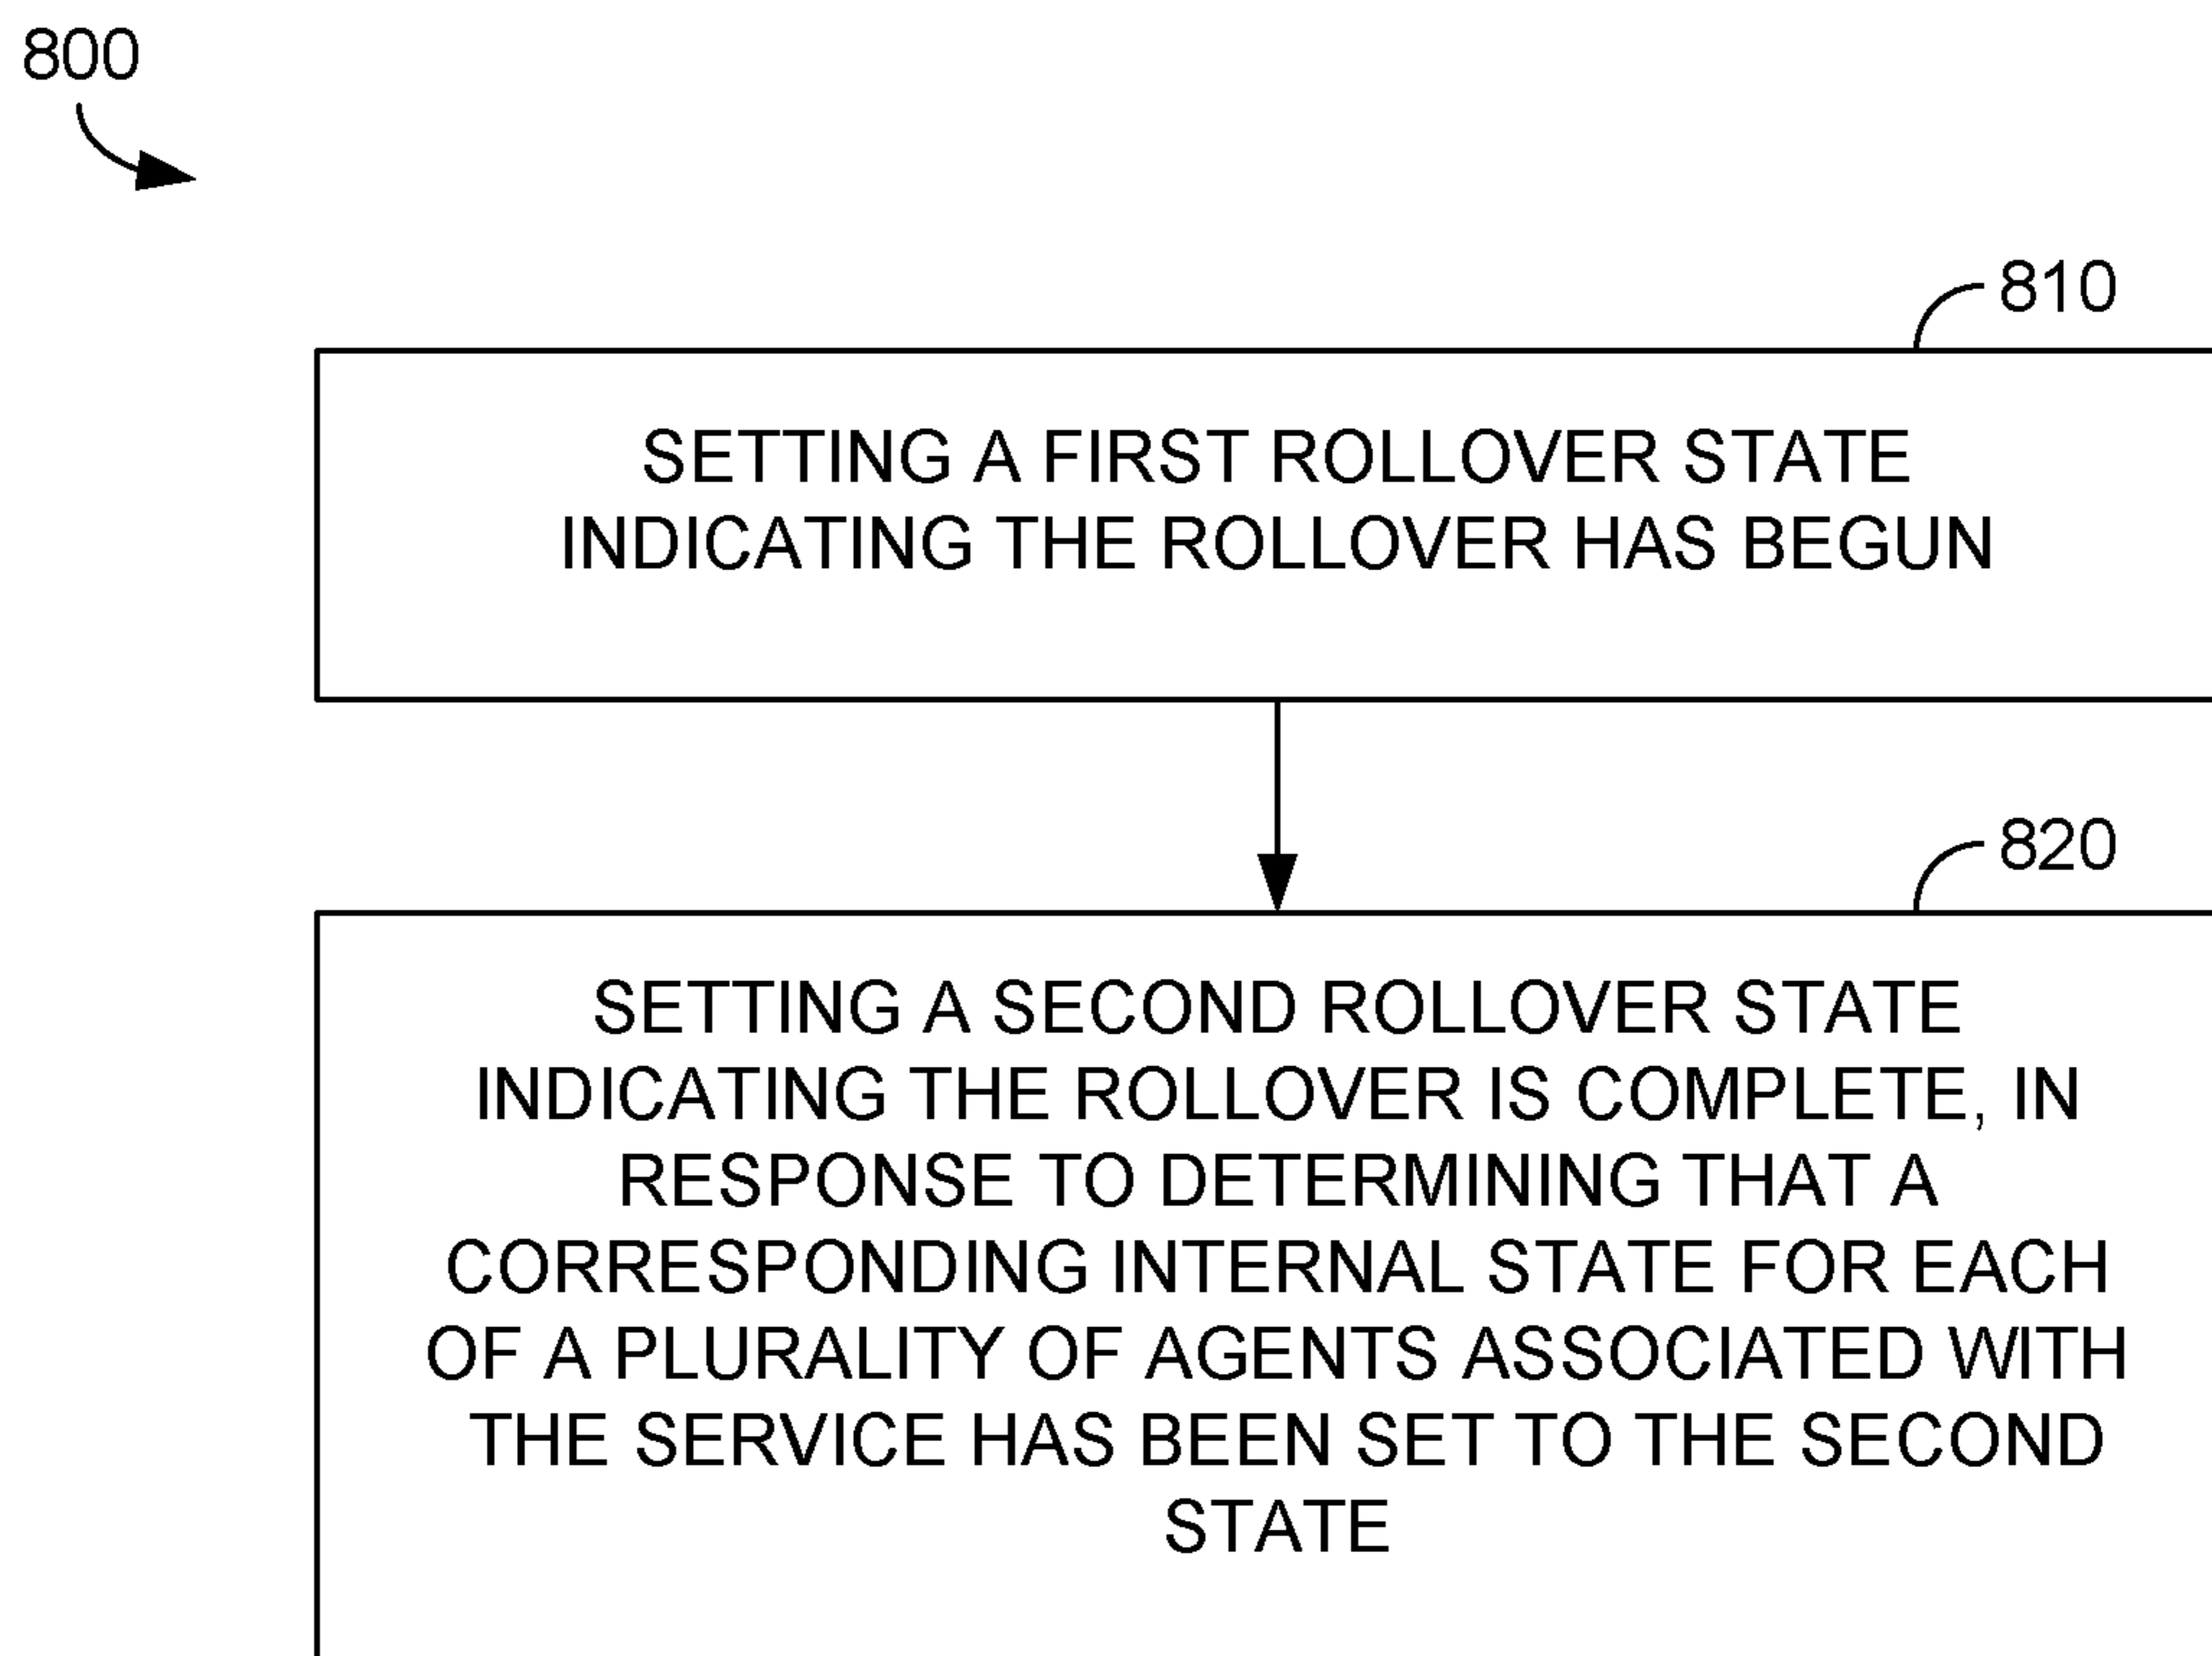 800
810
SETTING A FIRST ROLLOVER STATE
INDICATING THE ROLLOVER HAS BEGUN
820
SETTING A SECOND ROLLOVER STATE
INDICATING THE ROLLOVER IS COMPLETE, IN
RESPONSE TO DETERMINING THAT A
CORRESPONDING INTERNAL STATE FOR EACH
OF A PLURALITY OF AGENTS ASSOCIATED WITH
THE SERVICE HAS BEEN SET TO THE SECOND
STATE